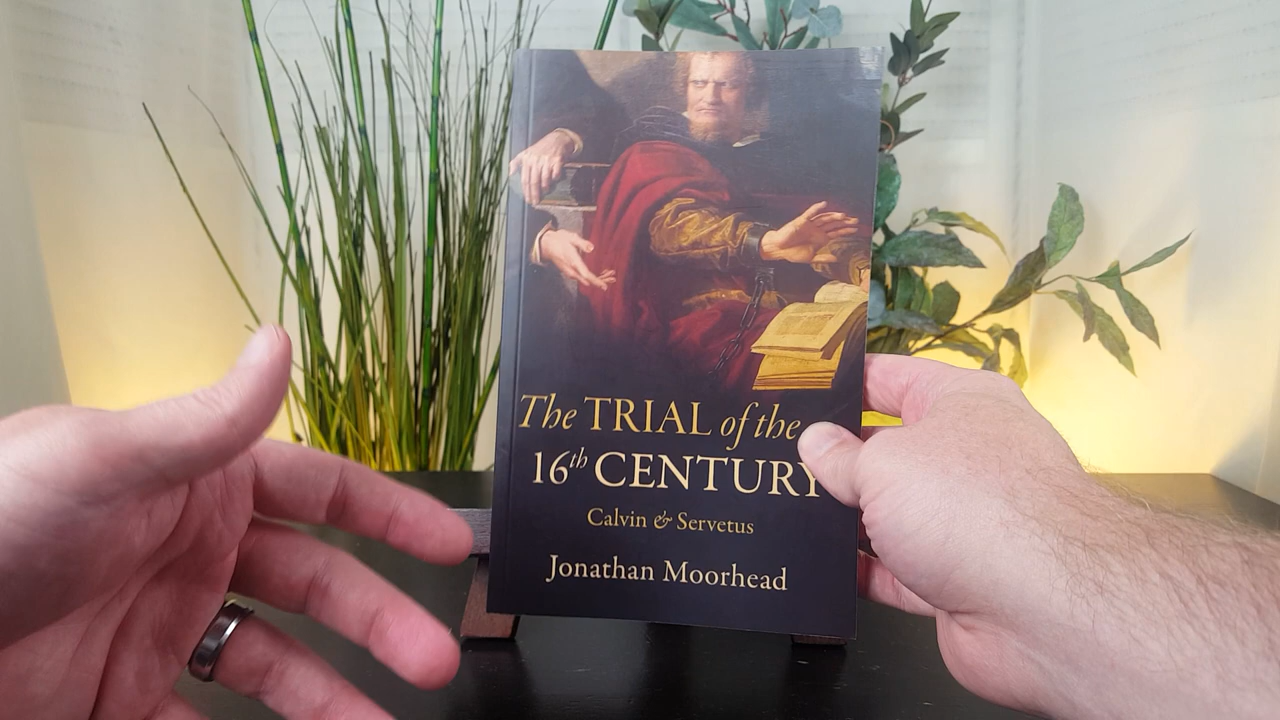 The TRIAL of the
16th CENTURY
Calvin & Servetus
Jonathan Moorhead